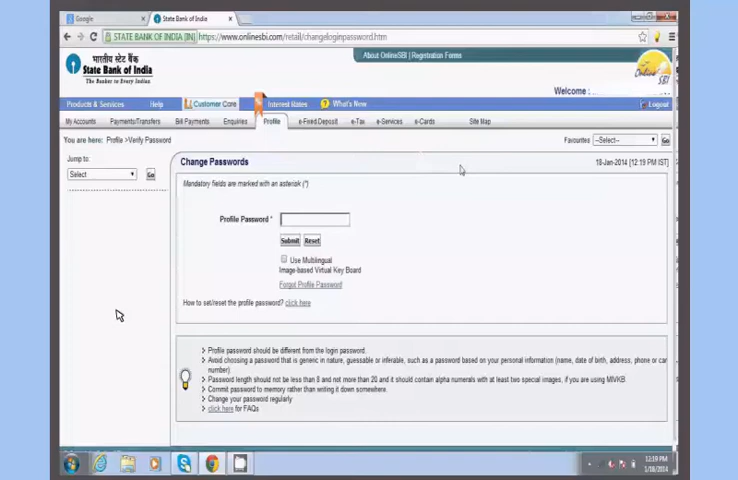 Google
State Bank of India
STATE BANK OF INDIA [IN] https://www.onlinesbi.com/retail/changeloginpassword.htm
भारतीय स्टेट बैंक
State Bank of India
The Banker to Every Indian
About OnlineSBI | Registration Forms
Online SBI
Welcome :
Products & Services Help Customer Care Interest Rates What's New Logout
My Accounts Payments/Transfers Bill Payments Enquiries Profile e-Fixed Deposit e-Tax e-Services e-Cards Site Map
You are here: Profile >Verify Password
Favourites --Select-- Go
Jump to:
Select Go
Change Passwords
18-Jan-2014 [12:19 PM IST]
Mandatory fields are marked with an asterisk (*)
Profile Password *
Submit Reset
Use Multilingual
Image-based Virtual Key Board
Forgot Profile Password
How to set/reset the profile password? click here
Profile password should be different from the login password.
Avoid choosing a password that is generic in nature, guessable or inferable, such as a password based on your personal information (name, date of birth, address, phone or car
number)
Password length should not be less than 8 and not more than 20 and it should contain alpha numerals with at least two special images, if you are using MIVKB.
Commit password to memory rather than writing it down somewhere.
Change your password regularly
click here for FAQs
12:19 PM
1/18/2014